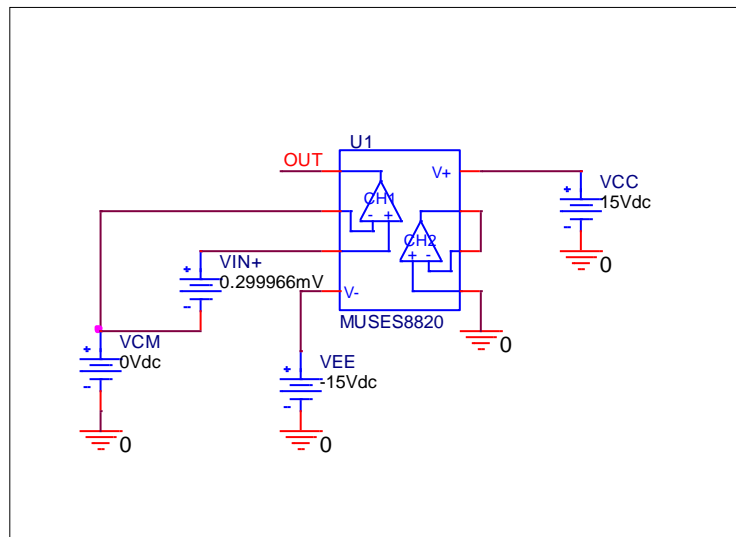 U1
OUT
V+
CH1
- +
VCC
+
15Vdc
-
0
CH2
+ -
VIN+
+
0.299966mV
-
V-
MUSES8820
0
VCM
+
0Vdc
-
0
VEE
+
-15Vdc
-
0